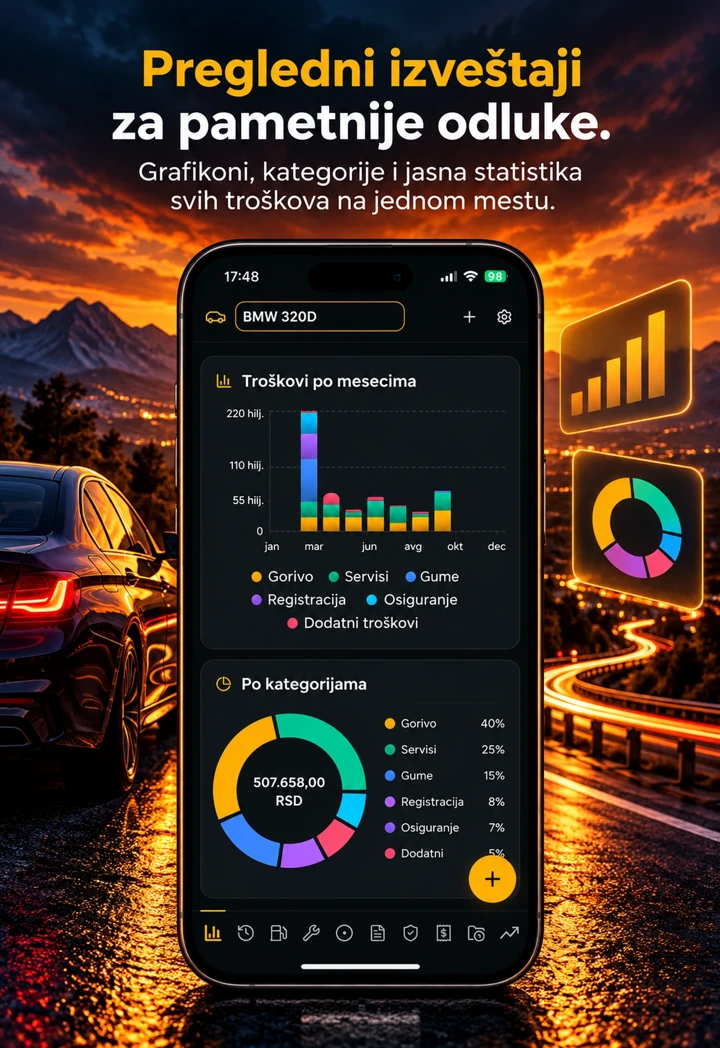 Pregledni izveštaji
za pametnije odluke.
Grafikoni, kategorije i jasna statistika
svih troškova na jednom mestu.
17:48
98
BMW 320D
Troškovi po mesecima
220 hilj.
110 hilj.
55 hilj.
0
jan mar jun avg okt dec
Gorivo Servisi Gume
Registracija Osiguranje
Dodatni troškovi
Po kategorijama
507.658,00
RSD
Gorivo 40%
Servisi 25%
Gume 15%
Registracija 8%
Osiguranje 7%
Dodatni 5%